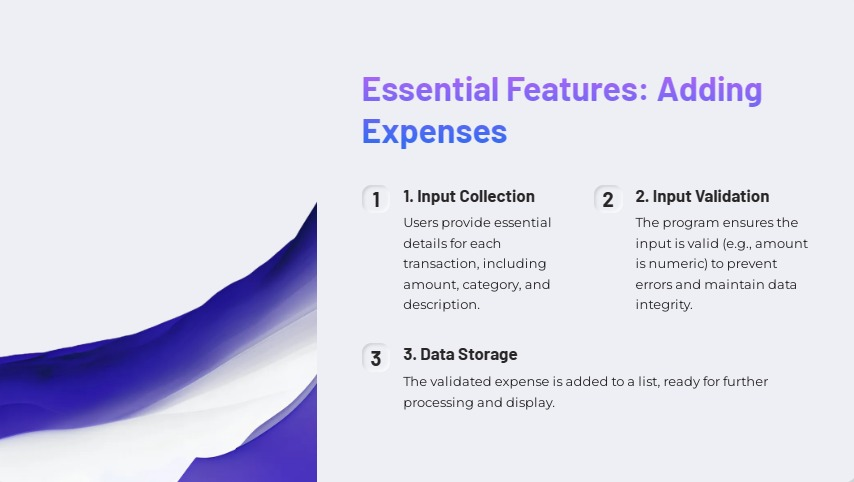 Essential Features: Adding
Expenses
1
1. Input Collection
Users provide essential
details for each
transaction, including
amount, category, and
description.
2
2. Input Validation
The program ensures the
input is valid (e.g., amount
is numeric) to prevent
errors and maintain data
integrity.
3
3. Data Storage
The validated expense is added to a list, ready for further
processing and display.